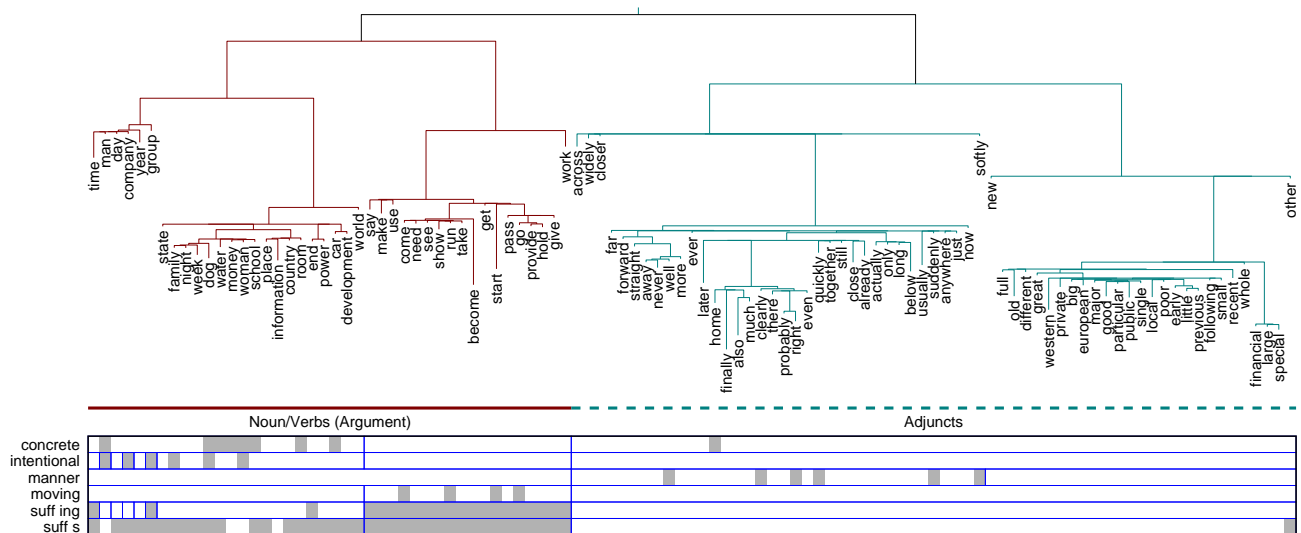 time
man
day
company
year
group
state
family
night
week
dog
water
money
woman
school
place
information
country
room
end
power
car
development
world
say
make
use
come
need
see
show
run
take
become
get
start
pass
go
provide
hold
give
work
across
widely
closer
far
forward
straight
away
never
well
more
ever
later
home
finally
also
much
clearly
there
probably
right
even
quickly
together
still
close
already
actually
only
long
below
usually
suddenly
anywhere
just
now
softly
new
full
old
different
great
western
private
big
european
major
good
particular
public
single
local
poor
early
little
previous
following
small
recent
whole
financial
large
special
other
Noun/Verbs (Argument)
Adjuncts
concrete
intentional
manner
moving
suff ing
suff s